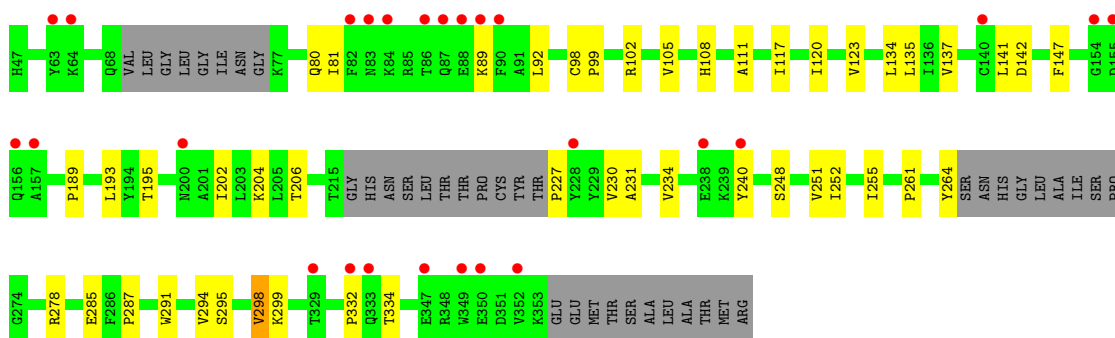 H47 Y63 K64 Q68 VAL LEU GLY LEU GLY ILE ASN GLY K77 Q80 I81 F82 N83 K84 R85 T86 Q87 E88 K89 F90 A91 L92 C98 P99 R102 V105 H108 A111 I117 I120 V123 L134 L135 I136 V137 C140 L141 D142 F147 G154 D155
Q156 A157 P189 L193 Y194 T195 N200 A201 I202 L203 K204 L205 T206 T215 GLY HIS ASN SER LEU THR THR PRO CYS TYR THR P227 Y228 Y229 V230 A231 V234 E238 K239 Y240 S248 V251 I252 I255 P261 Y264 SER ASN HIS GLY LEU ALA ILE SER PRO
G274 R278 E285 F286 P287 W291 V294 S295 V298 K299 T329 P332 Q333 T334 E347 R348 W349 E350 D351 V352 K353 GLU GLU MET THR SER ALA LEU ALA THR MET ARG